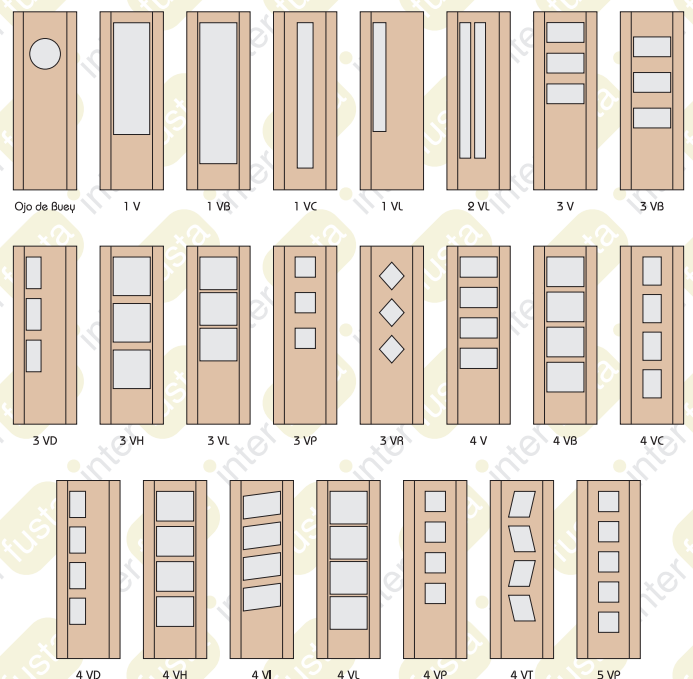 Ojo de Buey 1 V 1 VB 1 VC 1 VL 2 VL 3 V 3 VB
3 VD 3 VH 3 VL 3 VP 3 VR 4 V 4 VB 4 VC
4 VD 4 VH 4 VI 4 VL 4 VP 4 VT 5 VP
inter fusta